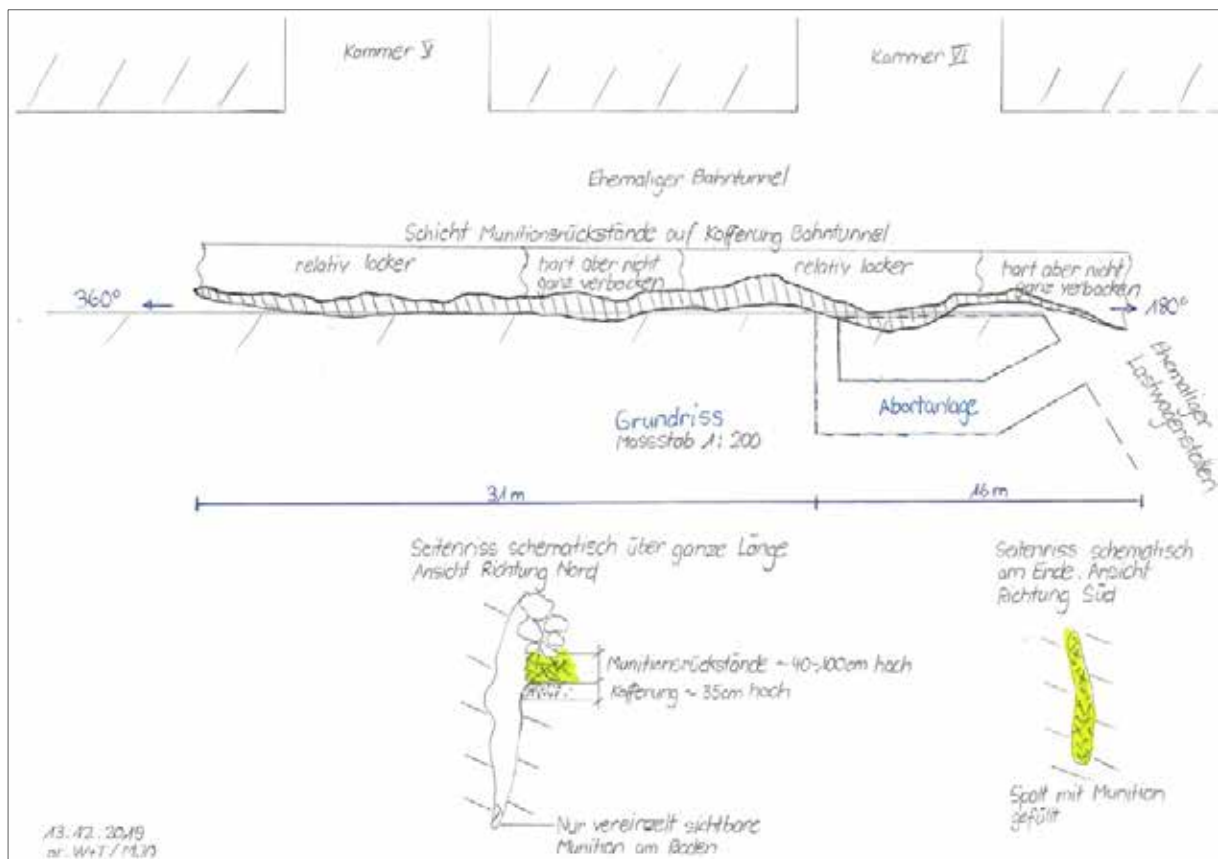 Kammer V
Kammer VI
Ehemaliger Bahntunnel
Schicht Munitionsrückstände auf Kofferung Bahntunnel
relativ locker
hart aber nicht
ganz verbacken
relativ locker
hart aber nicht
ganz verbacken
360°
180°
Ehemaliger
Lastwagenstollen
Grundriss
Massstab 1:200
Abortanlage
31m
16m
Seitenriss schematisch über ganze Länge
Ansicht Richtung Nord
Seitenriss schematisch
am Ende. Ansicht
Richtung Süd
Munitionsrückstände ~40-100cm hoch
Kofferung ~ 35cm hoch
Spalt mit Munition
gefüllt
Nur vereinzelt sichtbare
Munition am Boden
13.12.2019
ar. W+T /